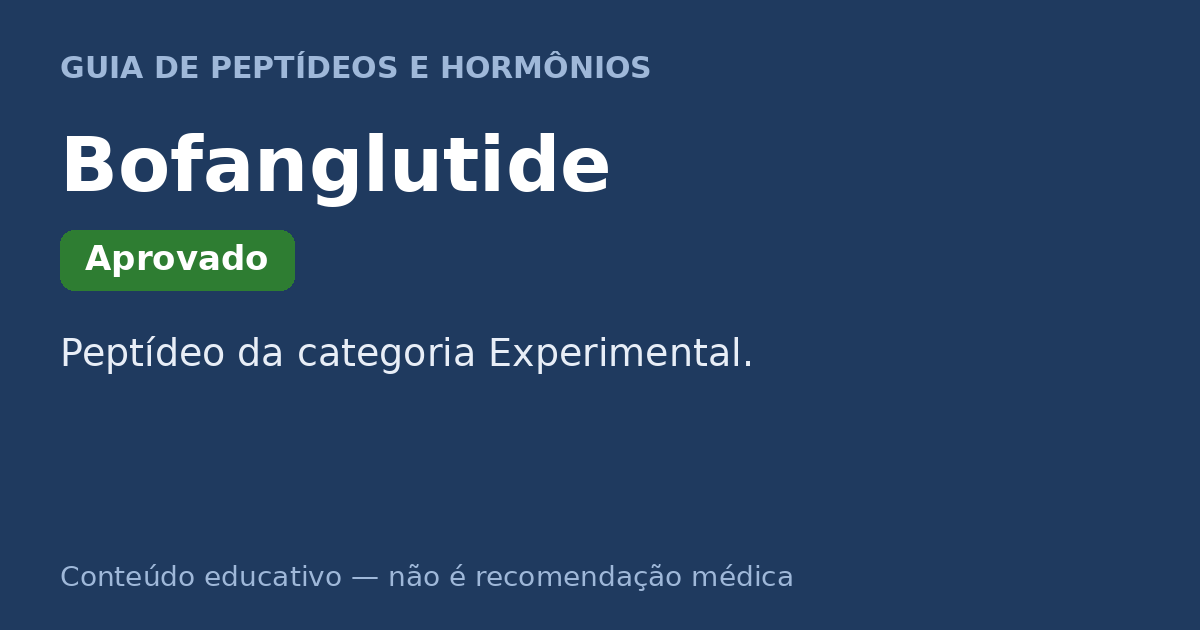 GUIA DE PEPTÍDEOS E HORMÔNIOS
Bofanglutide
Aprovado
Peptídeo da categoria Experimental.
Conteúdo educativo — não é recomendação médica